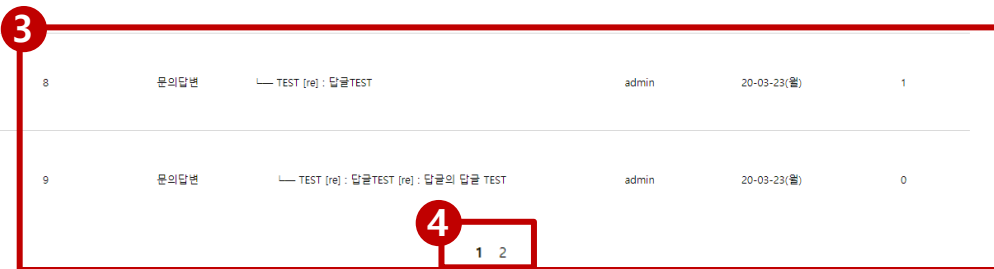 3
8 문의답변 ㄴ— TEST [re] : 답글TEST admin 20-03-23(월) 1
9 문의답변 ㄴ— TEST [re] : 답글TEST [re] : 답글의 답글 TEST admin 20-03-23(월) 0
4
1 2